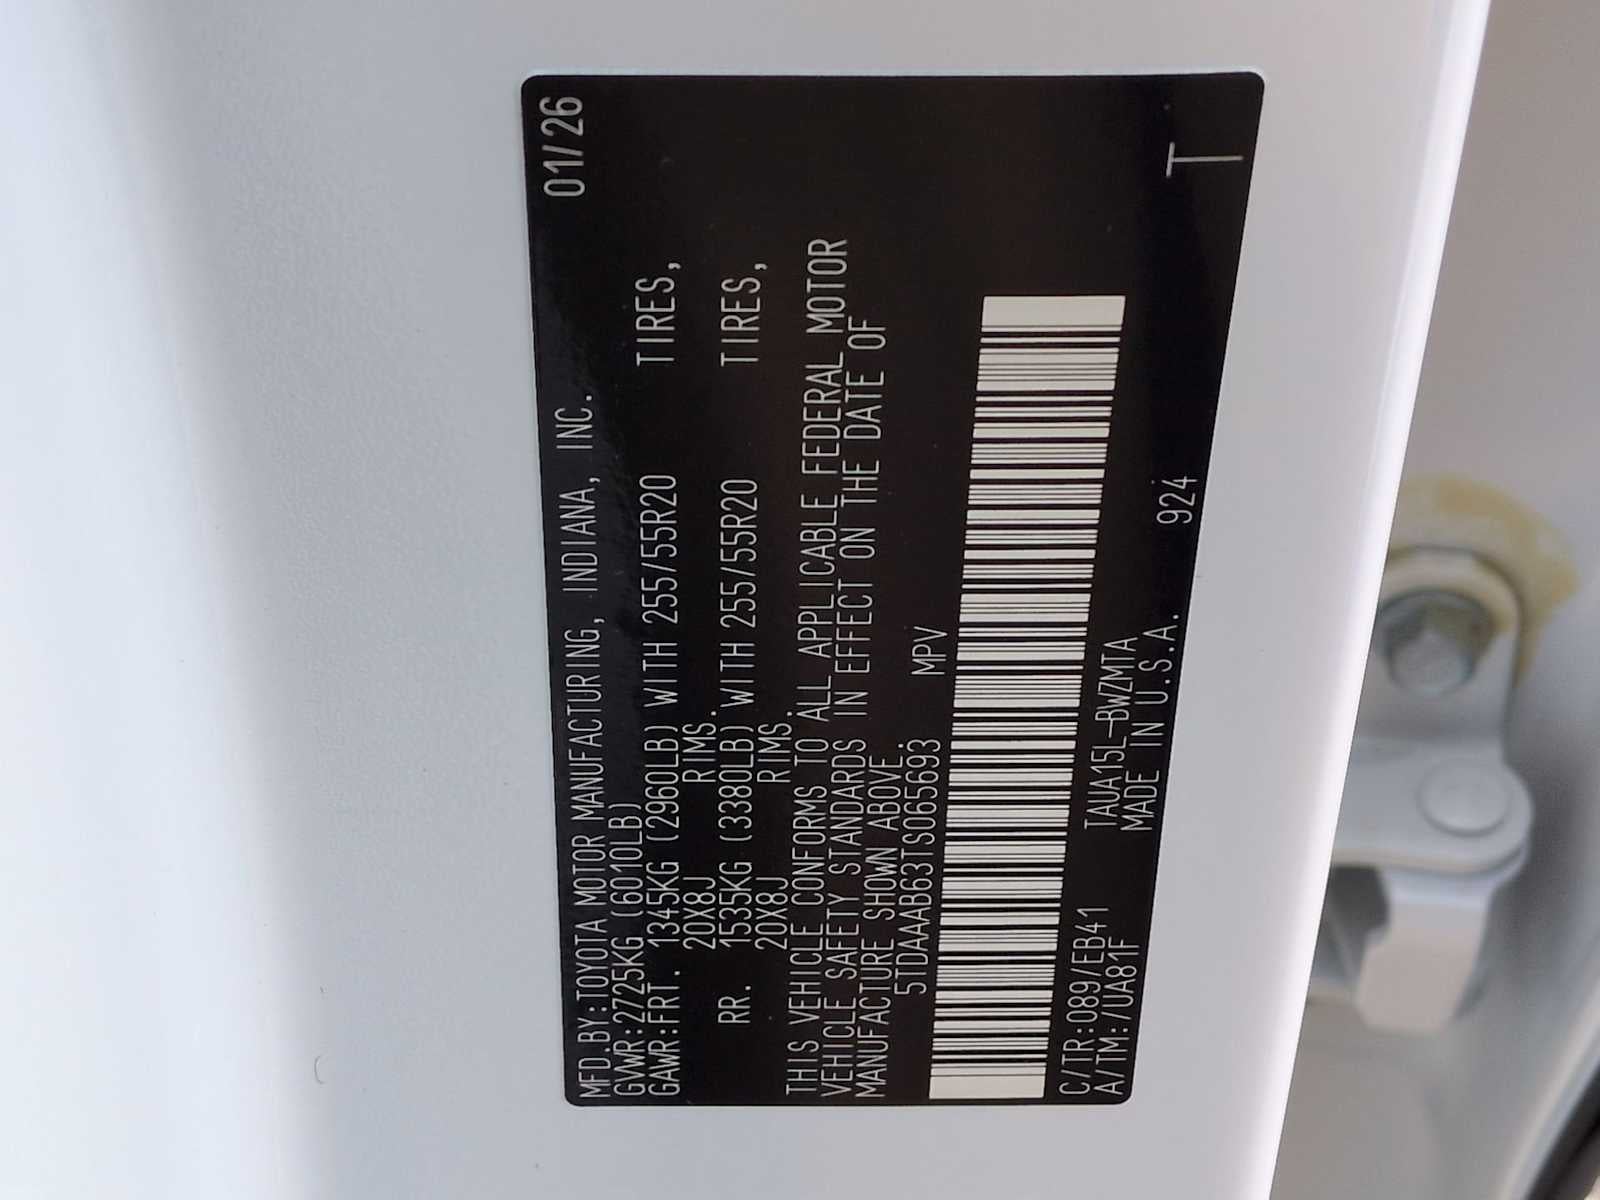 MFD.BY:TOYOTA MOTOR MANUFACTURING, INDIANA, INC. 01/26
GVWR:2725KG (6010LB)
GAWR:FRT. 1345KG (2960LB) WITH 255/55R20 TIRES,
20X8J RIMS.
RR. 1535KG (3380LB) WITH 255/55R20 TIRES,
20X8J RIMS.
THIS VEHICLE CONFORMS TO ALL APPLICABLE FEDERAL MOTOR
VEHICLE SAFETY STANDARDS IN EFFECT ON THE DATE OF
MANUFACTURE SHOWN ABOVE.
5TDAAAB63TS065693 MPV
C/TR:089/EB41 TAUA15L-BWZMTA 924
A/TM:/UA81F MADE IN U.S.A. T